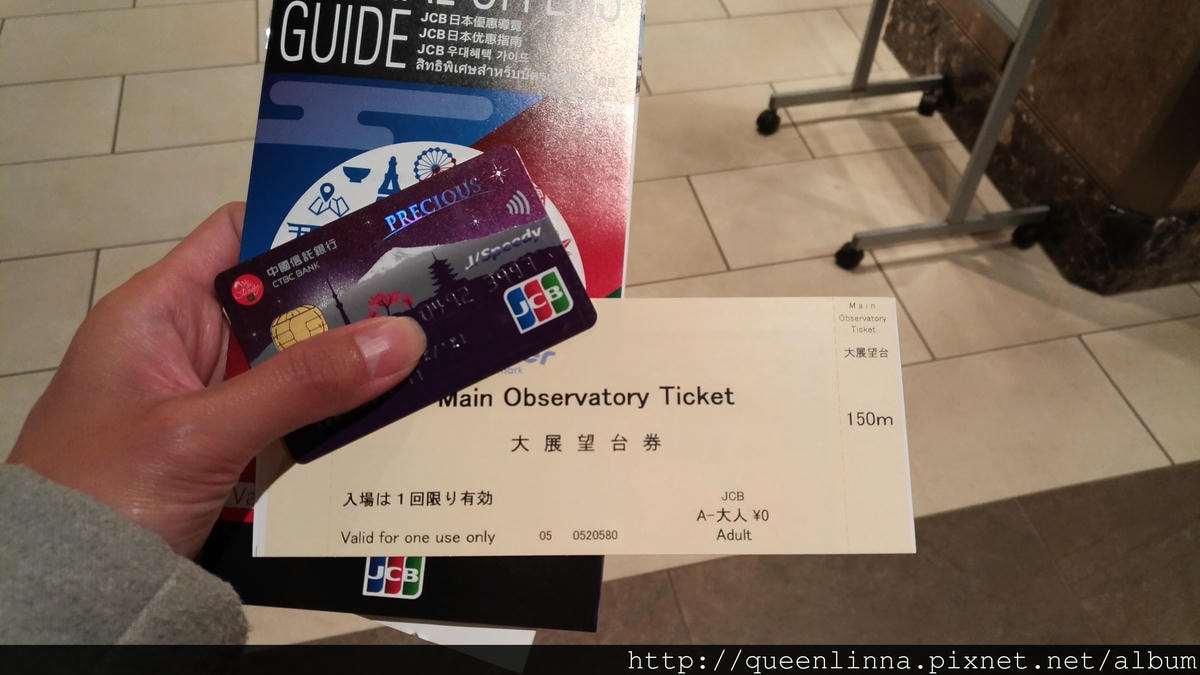 GUIDE
JCB日本優惠導覽
JCB日本优惠指南
JCB 우대혜택 가이드
PRECIOUS
中國信託銀行
CTBC BANK
J/Speedy
JCB
Main Observatory Ticket
大展望台券
入場は1回限り有効
Valid for one use only
05 0520580
JCB
A-大人 ¥0
Adult
Main
Observatory
Ticket
大展望台
150m
JCB
http://queenlinna.pixnet.net/album